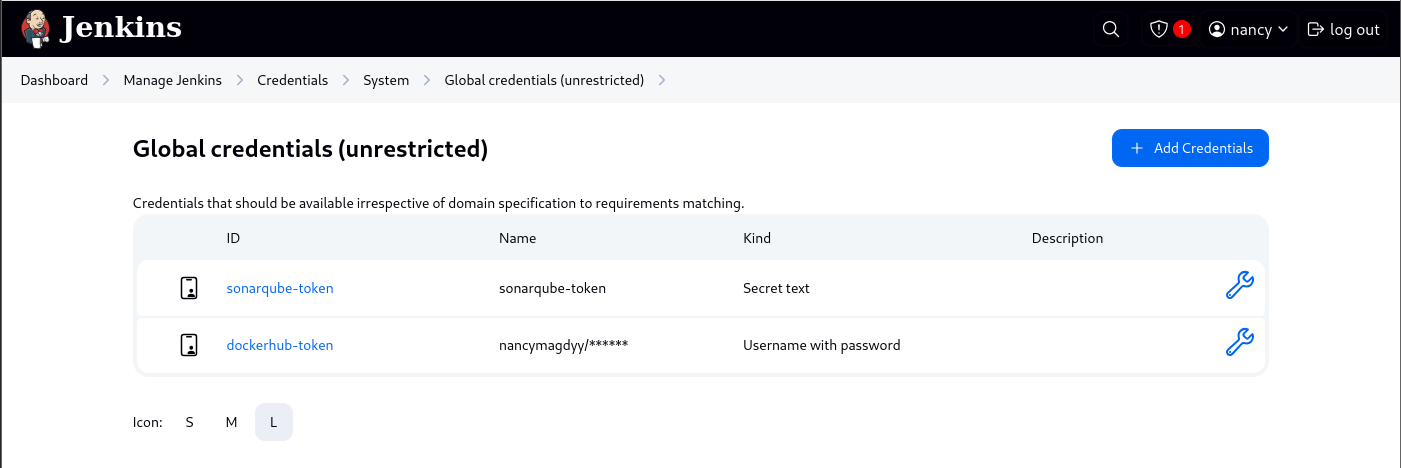 Jenkins
1
nancy
log out
Dashboard
Manage Jenkins
Credentials
System
Global credentials (unrestricted)
Global credentials (unrestricted)
+ Add Credentials
Credentials that should be available irrespective of domain specification to requirements matching.
ID Name Kind Description
sonarqube-token sonarqube-token Secret text
dockerhub-token nancymagdyy/****** Username with password
Icon: S M L